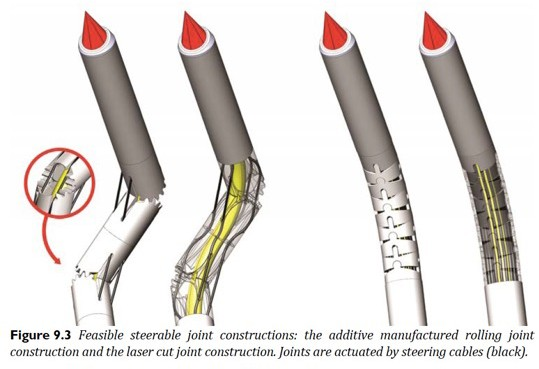 Figure 9.3 Feasible steerable joint constructions: the additive manufactured rolling joint
construction and the laser cut joint construction. Joints are actuated by steering cables (black).